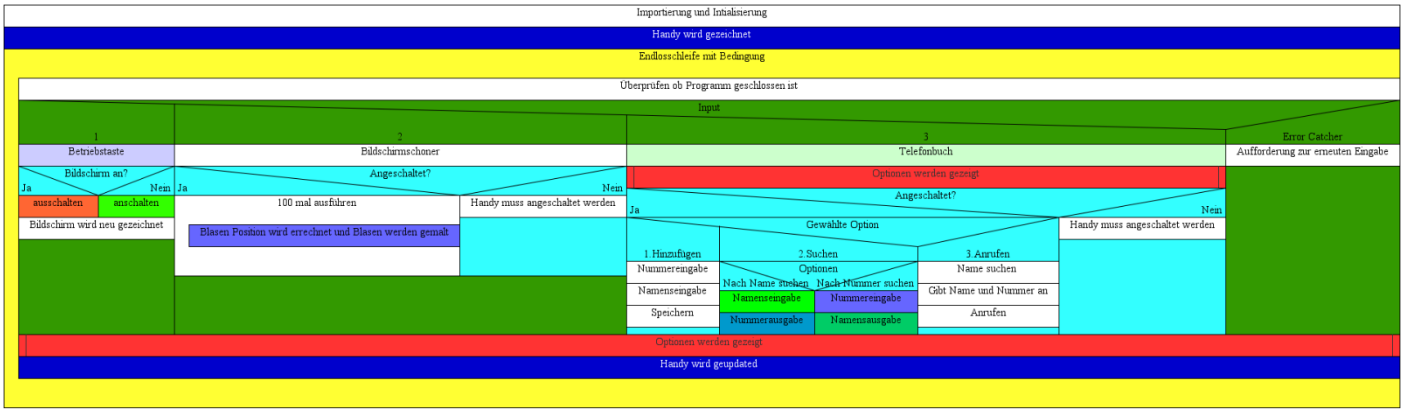 Importierung und Intialisierung
Handy wird gezeichnet
Endlosschleife mit Bedingung
Überprüfen ob Programm geschlossen ist
Input
1
2
3
Error Catcher
Betriebstaste
Bildschirmschoner
Telefonbuch
Aufforderung zur erneuten Eingabe
Bildschirm an?
Ja
Nein
Angeschaltet?
Ja
Nein
Optionen werden gezeigt
ausschalten
anschalten
100 mal ausführen
Handy muss angeschaltet werden
Angeschaltet?
Ja
Nein
Bildschirm wird neu gezeichnet
Blasen Position wird errechnet und Blasen werden gemalt
Gewählte Option
Handy muss angeschaltet werden
1.Hinzufügen
2.Suchen
3.Anrufen
Nummereingabe
Optionen
Nach Name suchen
Nach Nummer suchen
Name suchen
Namenseingabe
Namenseingabe
Nummereingabe
Gibt Name und Nummer an
Speichern
Nummerausgabe
Namensausgabe
Anrufen
Optionen werden gezeigt
Handy wird geupdated